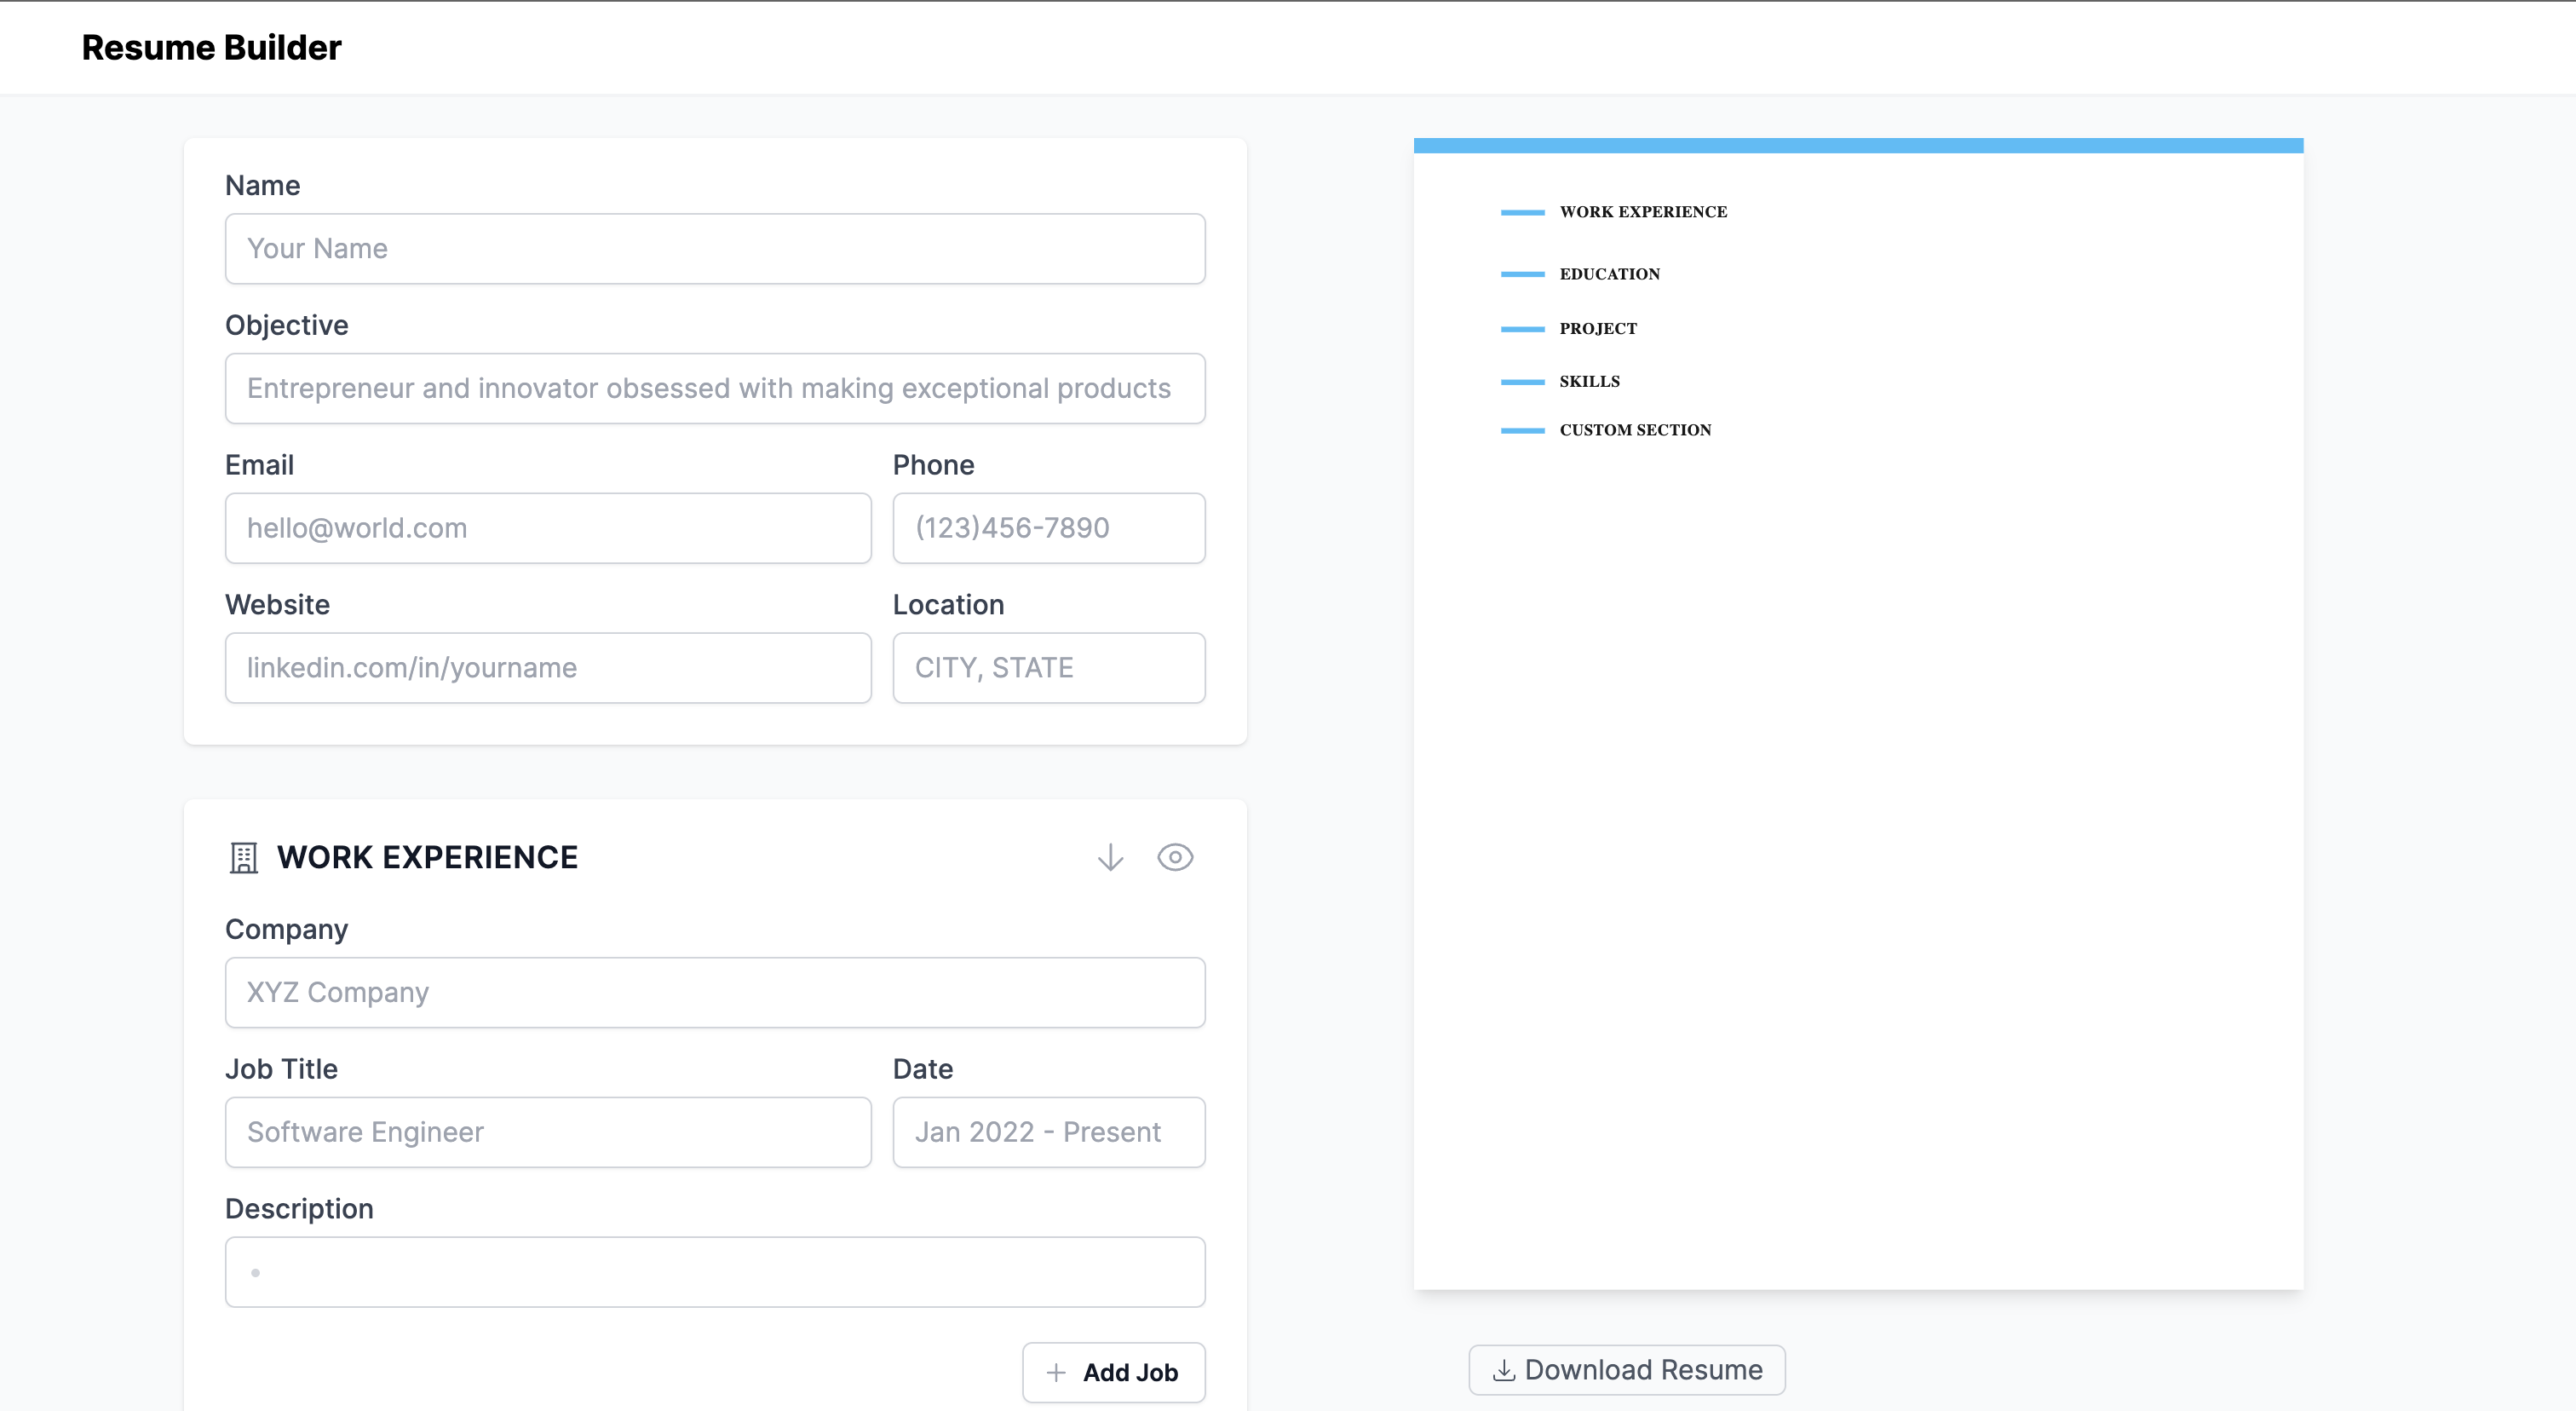 Resume Builder
Name
Your Name
Objective
Entrepreneur and innovator obsessed with making exceptional products
Email
Phone
hello@world.com
(123)456-7890
Website
Location
linkedin.com/in/yourname
CITY, STATE
WORK EXPERIENCE
Company
XYZ Company
Job Title
Date
Software Engineer
Jan 2022 - Present
Description
•
+ Add Job
WORK EXPERIENCE
EDUCATION
PROJECT
SKILLS
CUSTOM SECTION
Download Resume